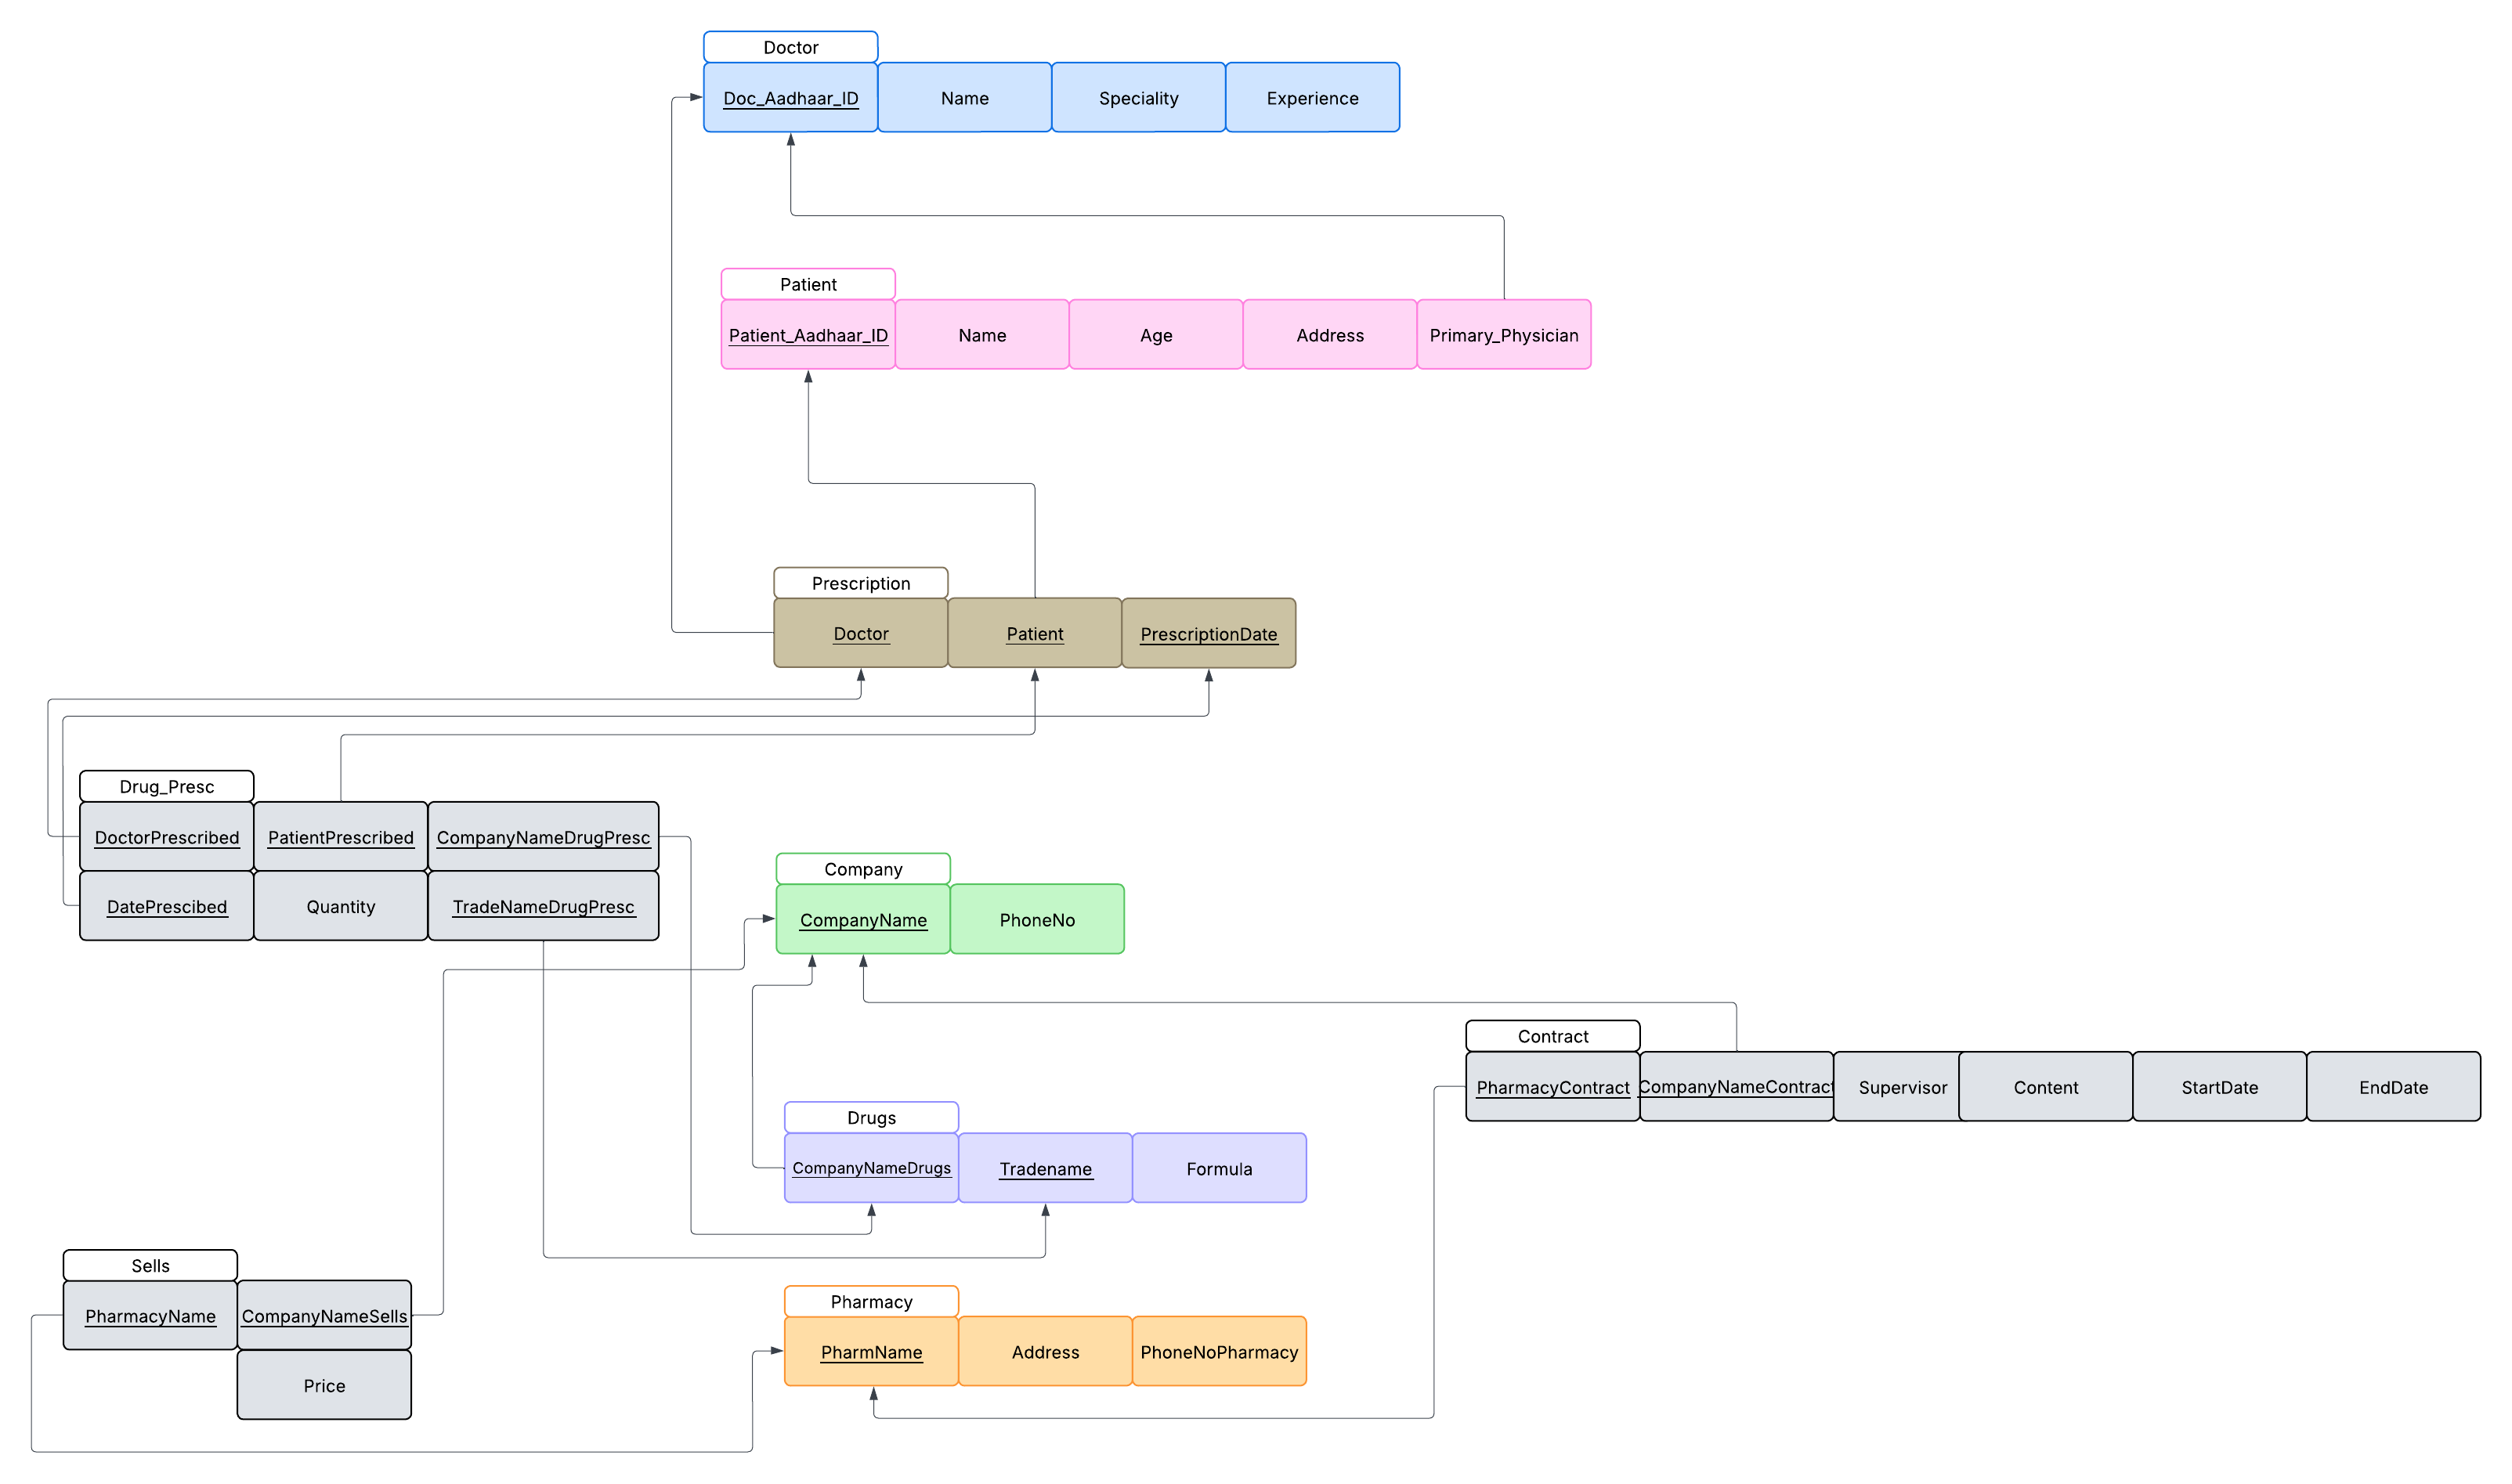 Doctor
Doc_Aadhaar_ID Name Speciality Experience
Patient
Patient_Aadhaar_ID Name Age Address Primary_Physician
Prescription
Doctor Patient PrescriptionDate
Drug_Presc
DoctorPrescribed PatientPrescribed CompanyNameDrugPresc
DatePrescibed Quantity TradeNameDrugPresc
Company
CompanyName PhoneNo
Contract
PharmacyContract CompanyNameContract Supervisor Content StartDate EndDate
Drugs
CompanyNameDrugs Tradename Formula
Sells
PharmacyName CompanyNameSells
Price
Pharmacy
PharmName Address PhoneNoPharmacy